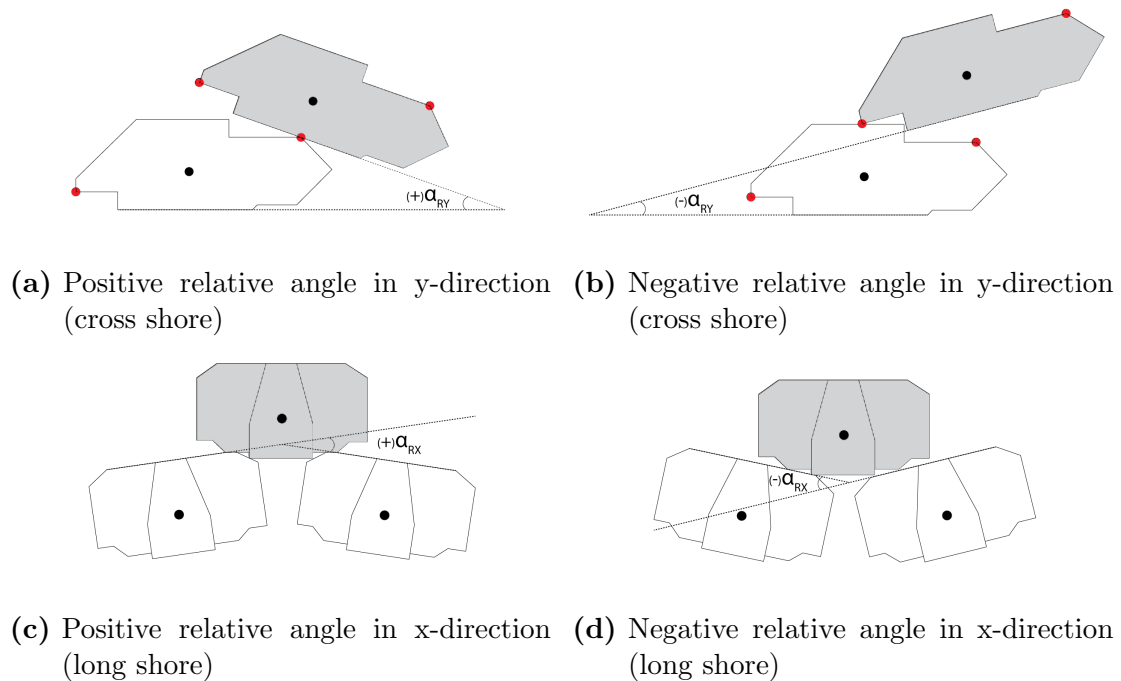 (+)αRY
(-)αRY
(a) Positive relative angle in y-direction
(cross shore)
(b) Negative relative angle in y-direction
(cross shore)
(+)αRX
(-)αRX
(c) Positive relative angle in x-direction
(long shore)
(d) Negative relative angle in x-direction
(long shore)